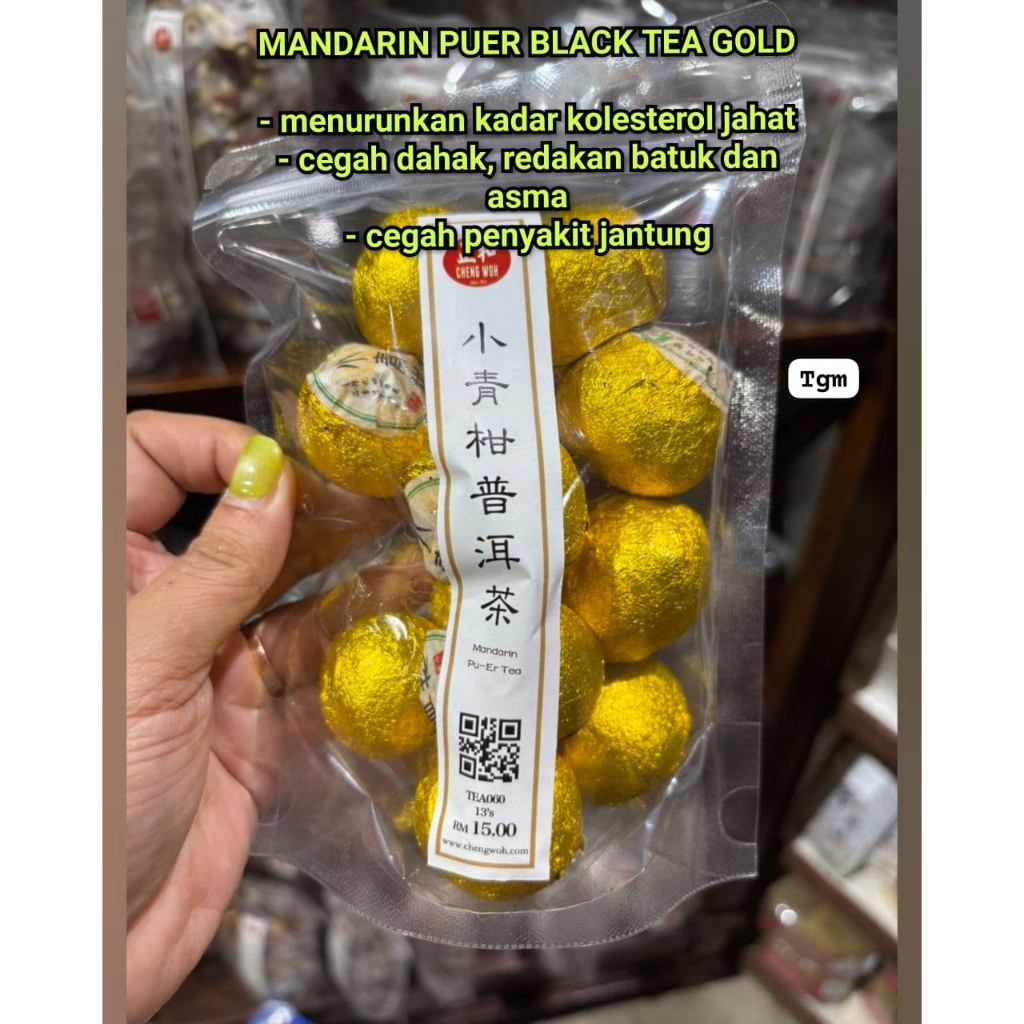 MANDARIN PUER BLACK TEA GOLD
- menurunkan kadar kolesterol jahat
- cegah dahak, redakan batuk dan
asma
- cegah penyakit jantung
CHENG WOH
小青柑普洱茶
Mandarin
Pu-Er Tea
TEA060
13's
RM 15.00
www.chengwoh.com
Tgm